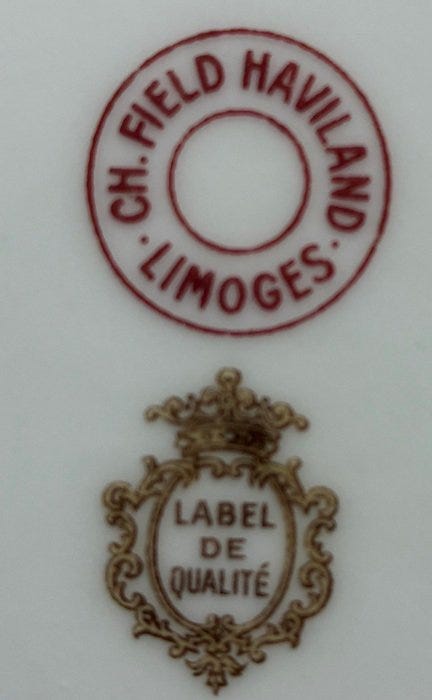 CH. FIELD HAVILAND
· LIMOGES ·
LABEL
DE
QUALITÉ